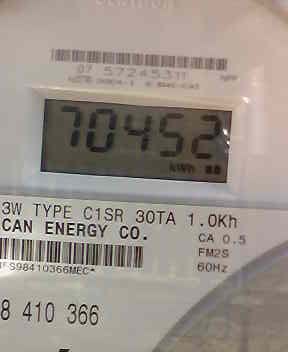 07 57245311
70452
kWh
3W TYPE C1SR 30TA 1.0Kh
CAN ENERGY CO.
CA 0.5
FM2S
60Hz
FS98410366MEC*
8 410 366